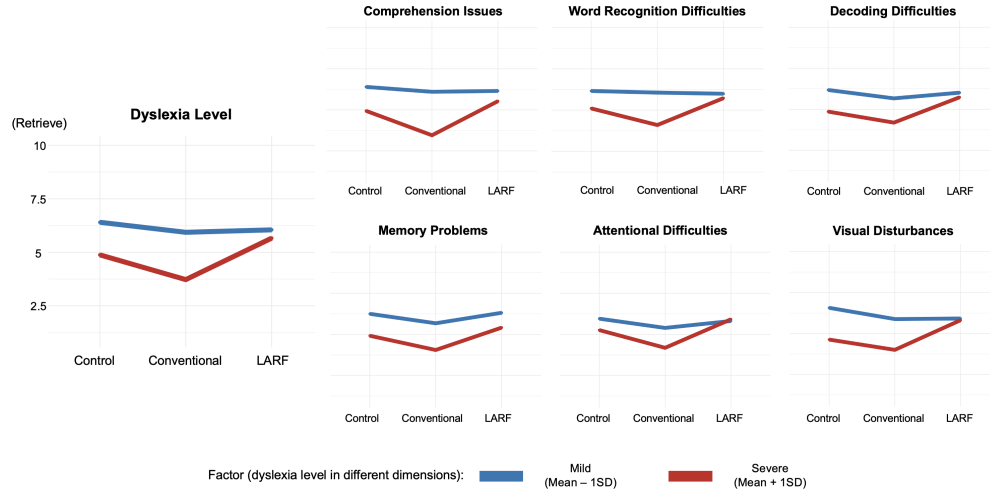 Comprehension Issues
Word Recognition Difficulties
Decoding Difficulties
Dyslexia Level
(Retrieve)
10
7.5
5
2.5
Control
Conventional
LARF
Control
Conventional
LARF
Control
Conventional
LARF
Control
Conventional
LARF
Memory Problems
Attentional Difficulties
Visual Disturbances
Control
Conventional
LARF
Control
Conventional
LARF
Control
Conventional
LARF
Factor (dyslexia level in different dimensions):
Mild
(Mean – 1SD)
Severe
(Mean + 1SD)